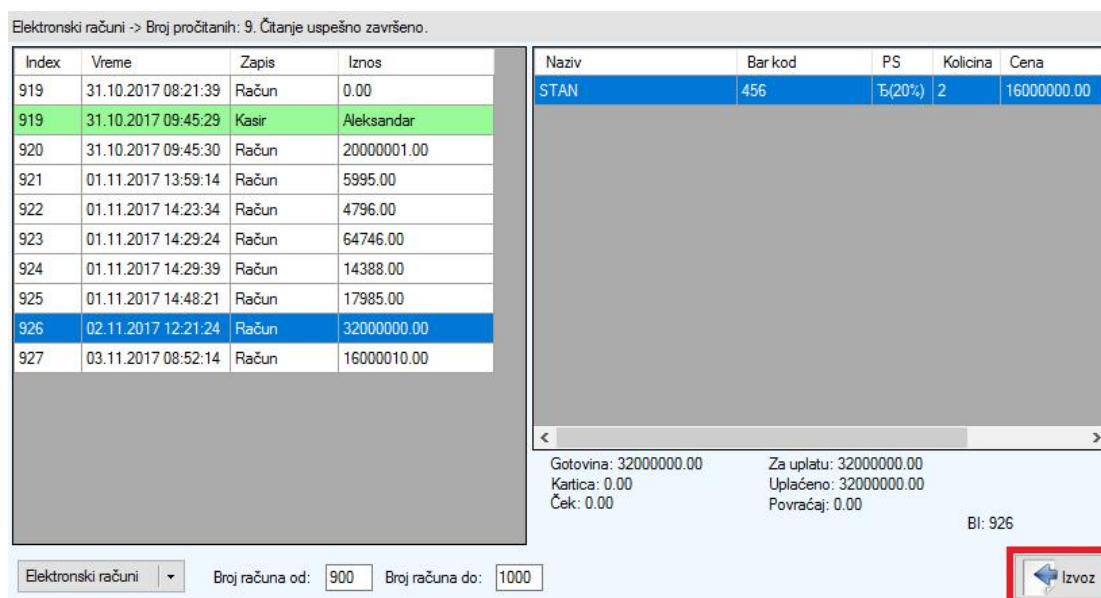 Elektronski računi -> Broj pročitanih: 9. Čitanje uspešno završeno.
Index Vreme Zapis Iznos
919 31.10.2017 08:21:39 Račun 0.00
919 31.10.2017 09:45:29 Kasir Aleksandar
920 31.10.2017 09:45:30 Račun 20000001.00
921 01.11.2017 13:59:14 Račun 5995.00
922 01.11.2017 14:23:34 Račun 4796.00
923 01.11.2017 14:29:24 Račun 64746.00
924 01.11.2017 14:29:39 Račun 14388.00
925 01.11.2017 14:48:21 Račun 17985.00
926 02.11.2017 12:21:24 Račun 32000000.00
927 03.11.2017 08:52:14 Račun 16000010.00
Naziv Bar kod PS Kolicina Cena
STAN 456 Ђ(20%) 2 16000000.00
Gotovina: 32000000.00 Za uplatu: 32000000.00
Kartica: 0.00 Uplaćeno: 32000000.00
Ček: 0.00 Povraćaj: 0.00
BI: 926
Elektronski računi Broj računa od: 900 Broj računa do: 1000 Izvoz